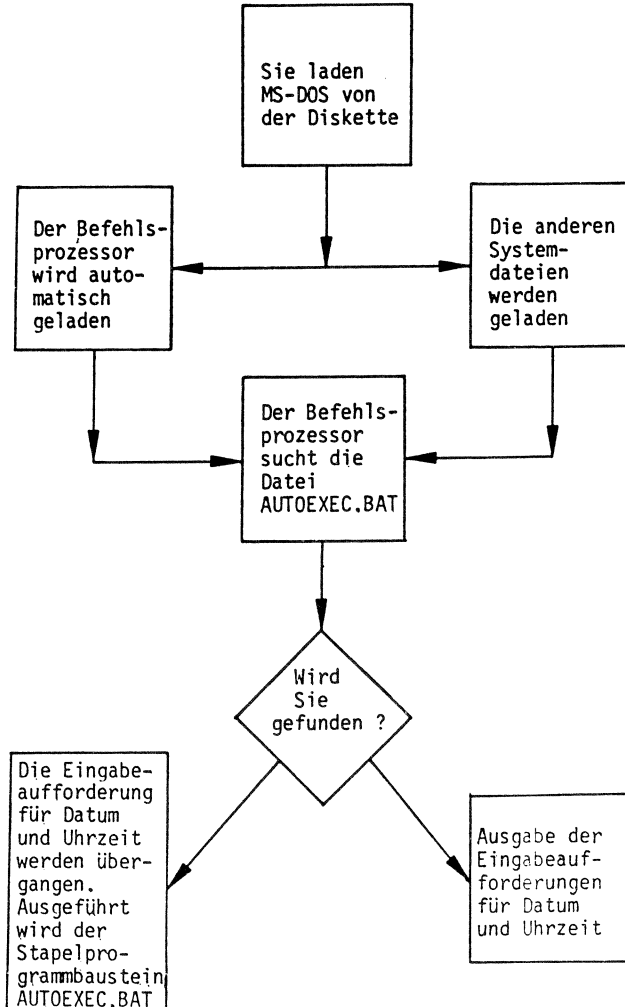 Sie laden
MS-DOS von
der Diskette
Der Befehls-
prozessor
wird auto-
matisch
geladen
Die anderen
System-
dateien
werden
geladen
Der Befehls-
prozessor
sucht die
Datei
AUTOEXEC.BAT
Wird
Sie
gefunden ?
Die Eingabe-
aufforderung
für Datum
und Uhrzeit
werden über-
gangen.
Ausgeführt
wird der
Stapelpro-
grammbaustein
AUTOEXEC.BAT
Ausgabe der
Eingabeauf-
forderungen
für Datum
und Uhrzeit